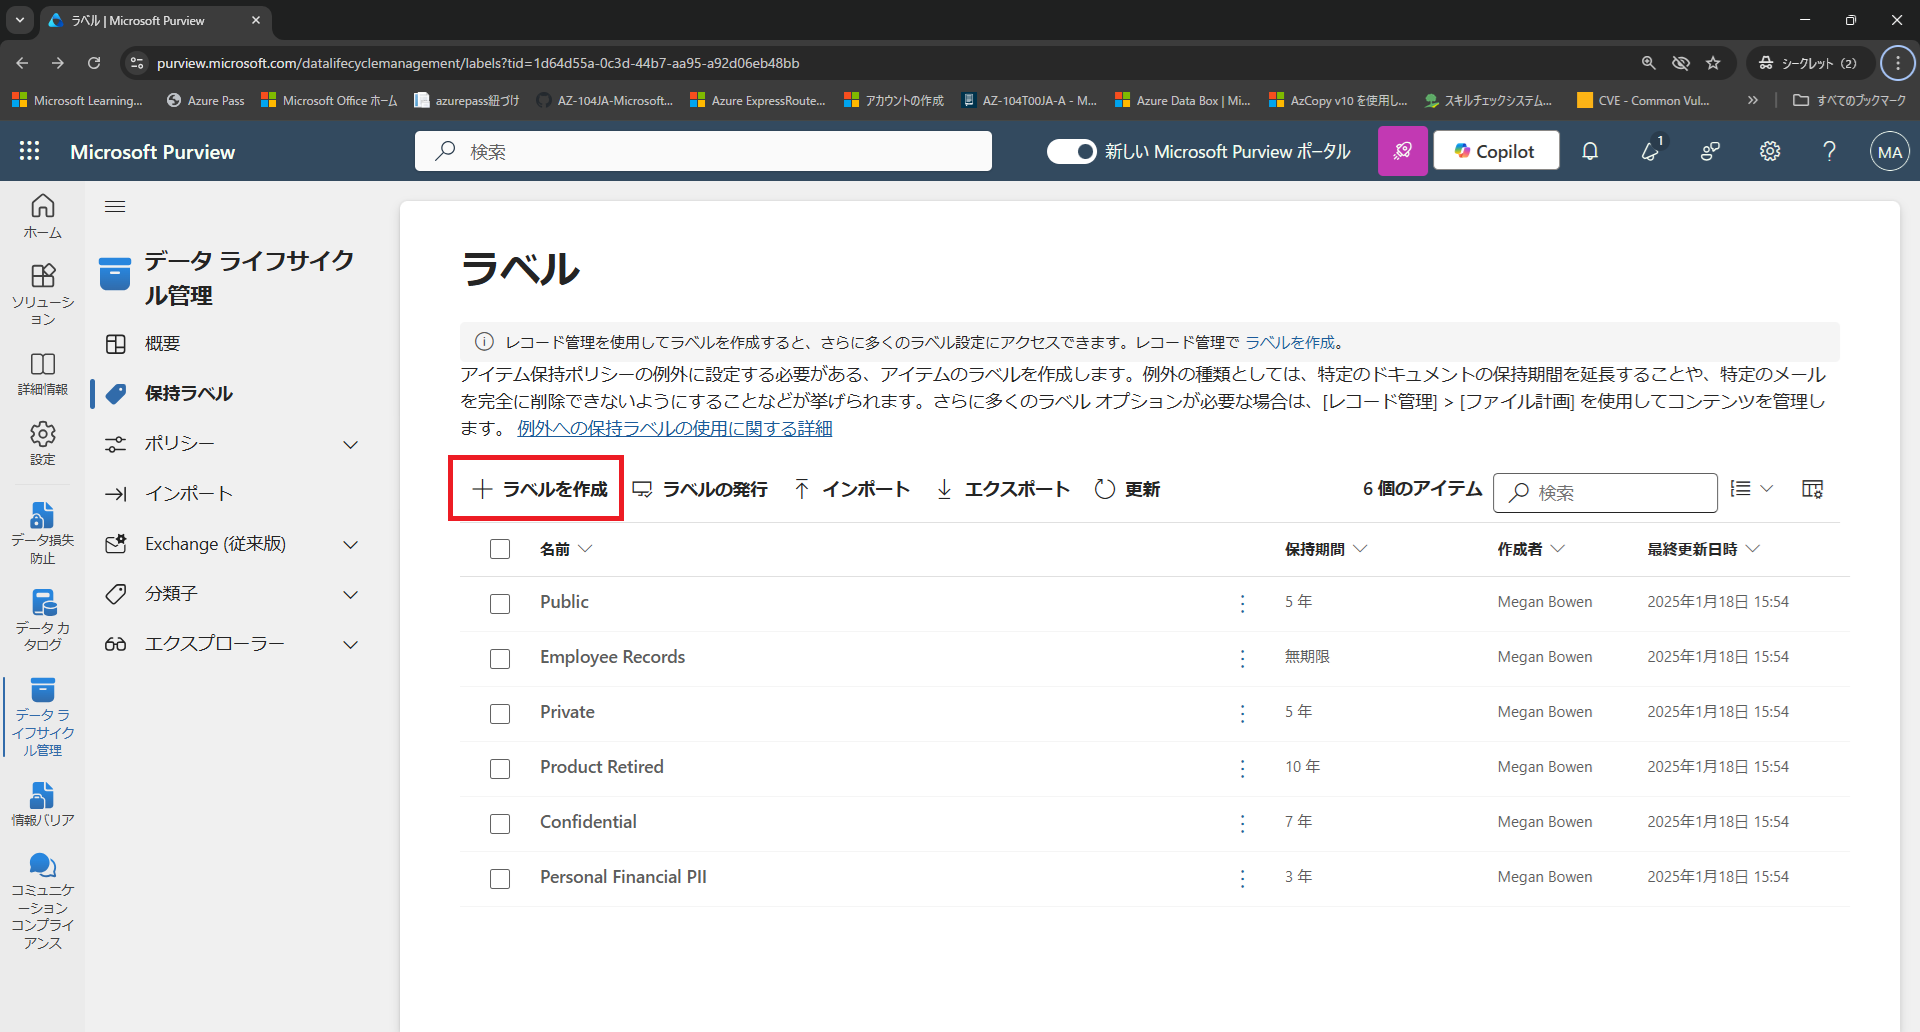 ラベル | Microsoft Purview
purview.microsoft.com/datalifecyclemanagement/labels?tid=1d64d55a-0c3d-44b7-aa95-a92d06eb48bb
シークレット (2)
Microsoft Learning...
Azure Pass
Microsoft Office ホーム
azurepass紐づけ
AZ-104JA-Microsoft...
Azure ExpressRoute...
アカウントの作成
AZ-104T00JA-A - M...
Azure Data Box | Mi...
AzCopy v10 を使用し...
スキルチェックシステム...
CVE - Common Vul...
»
すべてのブックマーク
Microsoft Purview
検索
新しい Microsoft Purview ポータル
Copilot
1
MA
ホーム
ソリューシ
ョン
詳細情報
設定
データ損失
防止
データ カ
タログ
データ ラ
イフサイク
ル管理
情報バリア
コミュニケ
ーション
コンプライ
アンス
データ ライフサイク
ル管理
概要
保持ラベル
ポリシー
インポート
Exchange (従来版)
分類子
エクスプローラー
ラベル
レコード管理を使用してラベルを作成すると、さらに多くのラベル設定にアクセスできます。レコード管理で ラベルを作成。
アイテム保持ポリシーの例外に設定する必要がある、アイテムのラベルを作成します。例外の種類としては、特定のドキュメントの保持期間を延長することや、特定のメール
を完全に削除できないようにすることなどが挙げられます。さらに多くのラベル オプションが必要な場合は、[レコード管理] > [ファイル計画] を使用してコンテンツを管理し
ます。 例外への保持ラベルの使用に関する詳細
ラベルを作成 ラベルの発行 インポート エクスポート 更新 6 個のアイテム 検索
名前 保持期間 作成者 最終更新日時
Public 5 年 Megan Bowen 2025年1月18日 15:54
Employee Records 無期限 Megan Bowen 2025年1月18日 15:54
Private 5 年 Megan Bowen 2025年1月18日 15:54
Product Retired 10 年 Megan Bowen 2025年1月18日 15:54
Confidential 7 年 Megan Bowen 2025年1月18日 15:54
Personal Financial PII 3 年 Megan Bowen 2025年1月18日 15:54